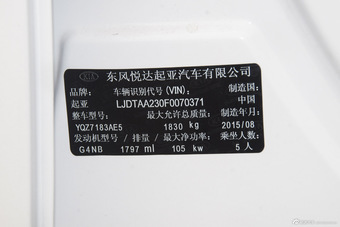 KIA 东风悦达起亚汽车有限公司
车辆识别代号 (VIN): 制造国:
起亚 LJDTAA230F0070371 中国
整车型号: 最大允许总质量: 制造年月:
YQZ7183AE5 1830 kg 2015/08
发动机型号 / 排量 / 最大净功率: 乘坐人数:
G4NB 1797 ml 105 kw 5 人